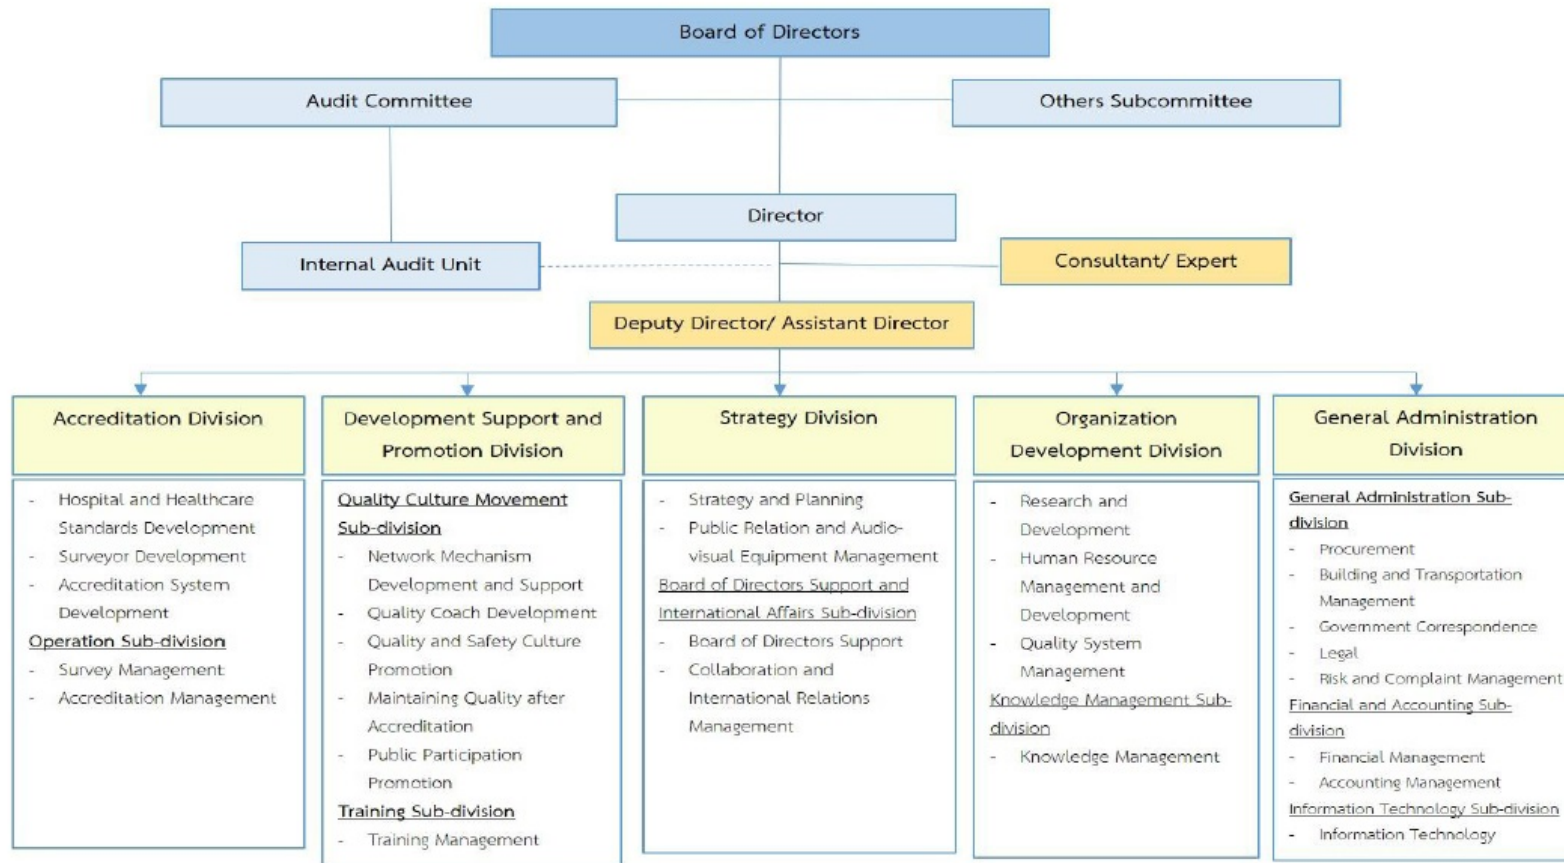 Board of Directors
Audit Committee
Others Subcommittee
Director
Internal Audit Unit
Consultant/ Expert
Deputy Director/ Assistant Director
Accreditation Division
- Hospital and Healthcare
Standards Development
- Surveyor Development
- Accreditation System
Development
Operation Sub-division
- Survey Management
- Accreditation Management
Development Support and
Promotion Division
Quality Culture Movement
Sub-division
- Network Mechanism
Development and Support
- Quality Coach Development
- Quality and Safety Culture
Promotion
- Maintaining Quality after
Accreditation
- Public Participation
Promotion
Training Sub-division
- Training Management
Strategy Division
- Strategy and Planning
- Public Relation and Audio-
visual Equipment Management
Board of Directors Support and
International Affairs Sub-division
- Board of Directors Support
- Collaboration and
International Relations
Management
Organization
Development Division
- Research and
Development
- Human Resource
Management and
Development
- Quality System
Management
Knowledge Management Sub-
division
- Knowledge Management
General Administration
Division
General Administration Sub-
division
- Procurement
- Building and Transportation
Management
- Government Correspondence
- Legal
- Risk and Complaint Management
Financial and Accounting Sub-
division
- Financial Management
- Accounting Management
Information Technology Sub-division
- Information Technology